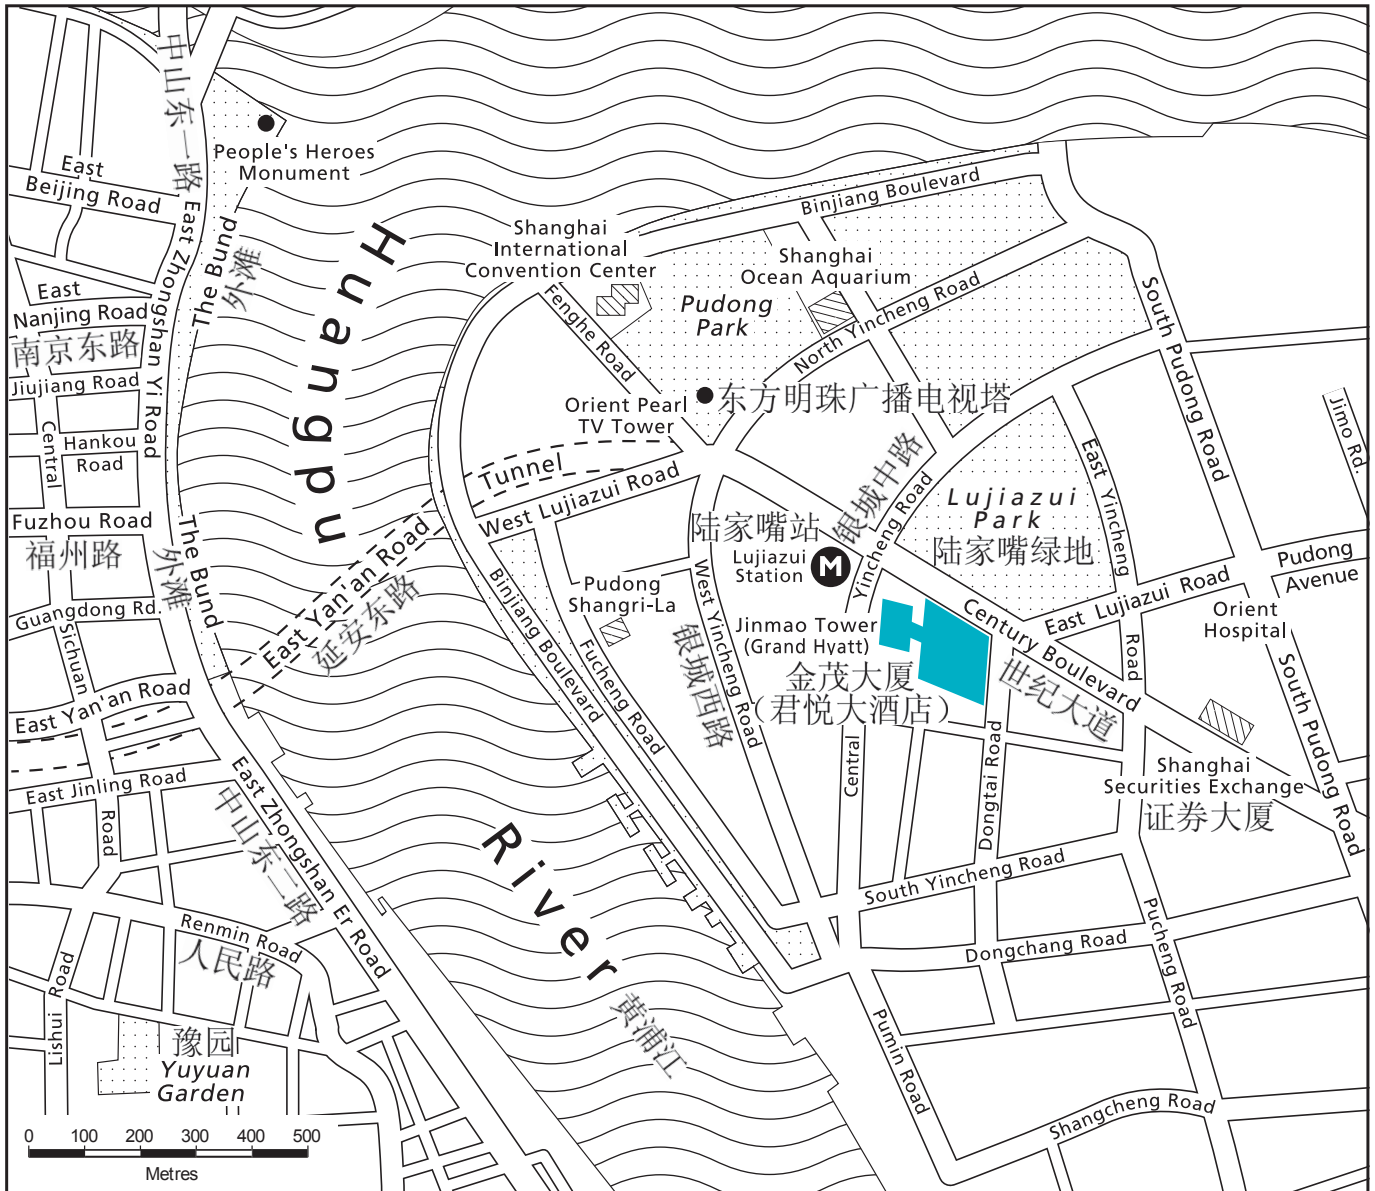 中山东一路
People's Heroes
Monument
East
Beijing Road
East Zhongshan Yi Road
The Bund
外滩
East
Nanjing Road
南京东路
Jiujiang Road
Central
Hankou
Road
Fuzhou Road
福州路
The Bund
外滩
Guangdong Rd.
Sichuan
Road
East Yan'an Road
East Yan'an Road
延安东路
Tunnel
East Jinling Road
East Zhongshan Er Road
中山东二路
Renmin Road
人民路
Lishui Road
豫园
Yuyuan
Garden
0 100 200 300 400 500
Metres
Huangpu
River
黄浦江
Shanghai
International
Convention Center
Binjiang Boulevard
Shanghai
Ocean Aquarium
Pudong
Park
Fenghe Road
North Yincheng Road
Orient Pearl
TV Tower
东方明珠广播电视塔
South Pudong Road
Jimo Rd.
West Lujiazui Road
银城中路
Yincheng Road
Central
Lujiazui
Park
陆家嘴绿地
East Yincheng
Road
陆家嘴站
Lujiazui
Station
M
Pudong
Avenue
East Lujiazui Road
Orient
Hospital
Pudong
Shangri-La
Binjiang Boulevard
Fucheng Road
West Yincheng Road
银城西路
Jinmao Tower
(Grand Hyatt)
金茂大厦
（君悦大酒店）
Century Boulevard
世纪大道
Dongtai Road
Shanghai
Securities Exchange
证券大厦
South Pudong Road
South Yincheng Road
Dongchang Road
Pucheng Road
Pumin Road
Shangcheng Road